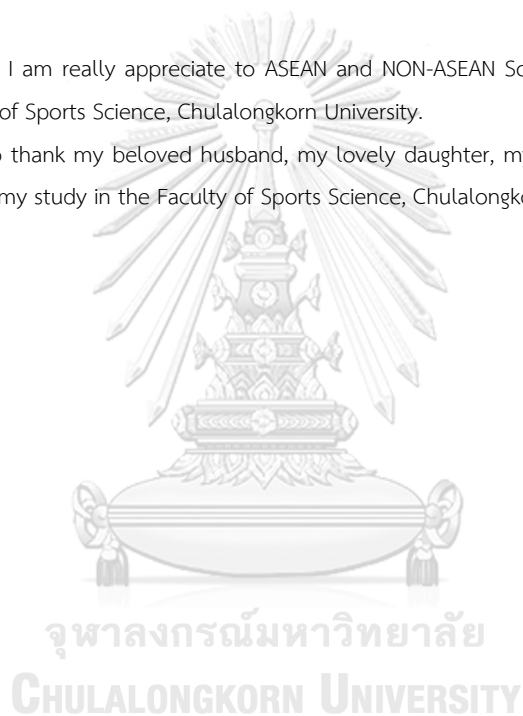 I am really appreciate to ASEAN and NON-ASEAN
of Sports Science, Chulalongkorn University.
thank my beloved husband, my lovely daughter,
my study in the Faculty of Sports Science,
จุฬาลงกรณ์มหาวิทยาลัย
CHULALONGKORN UNIVERSITY